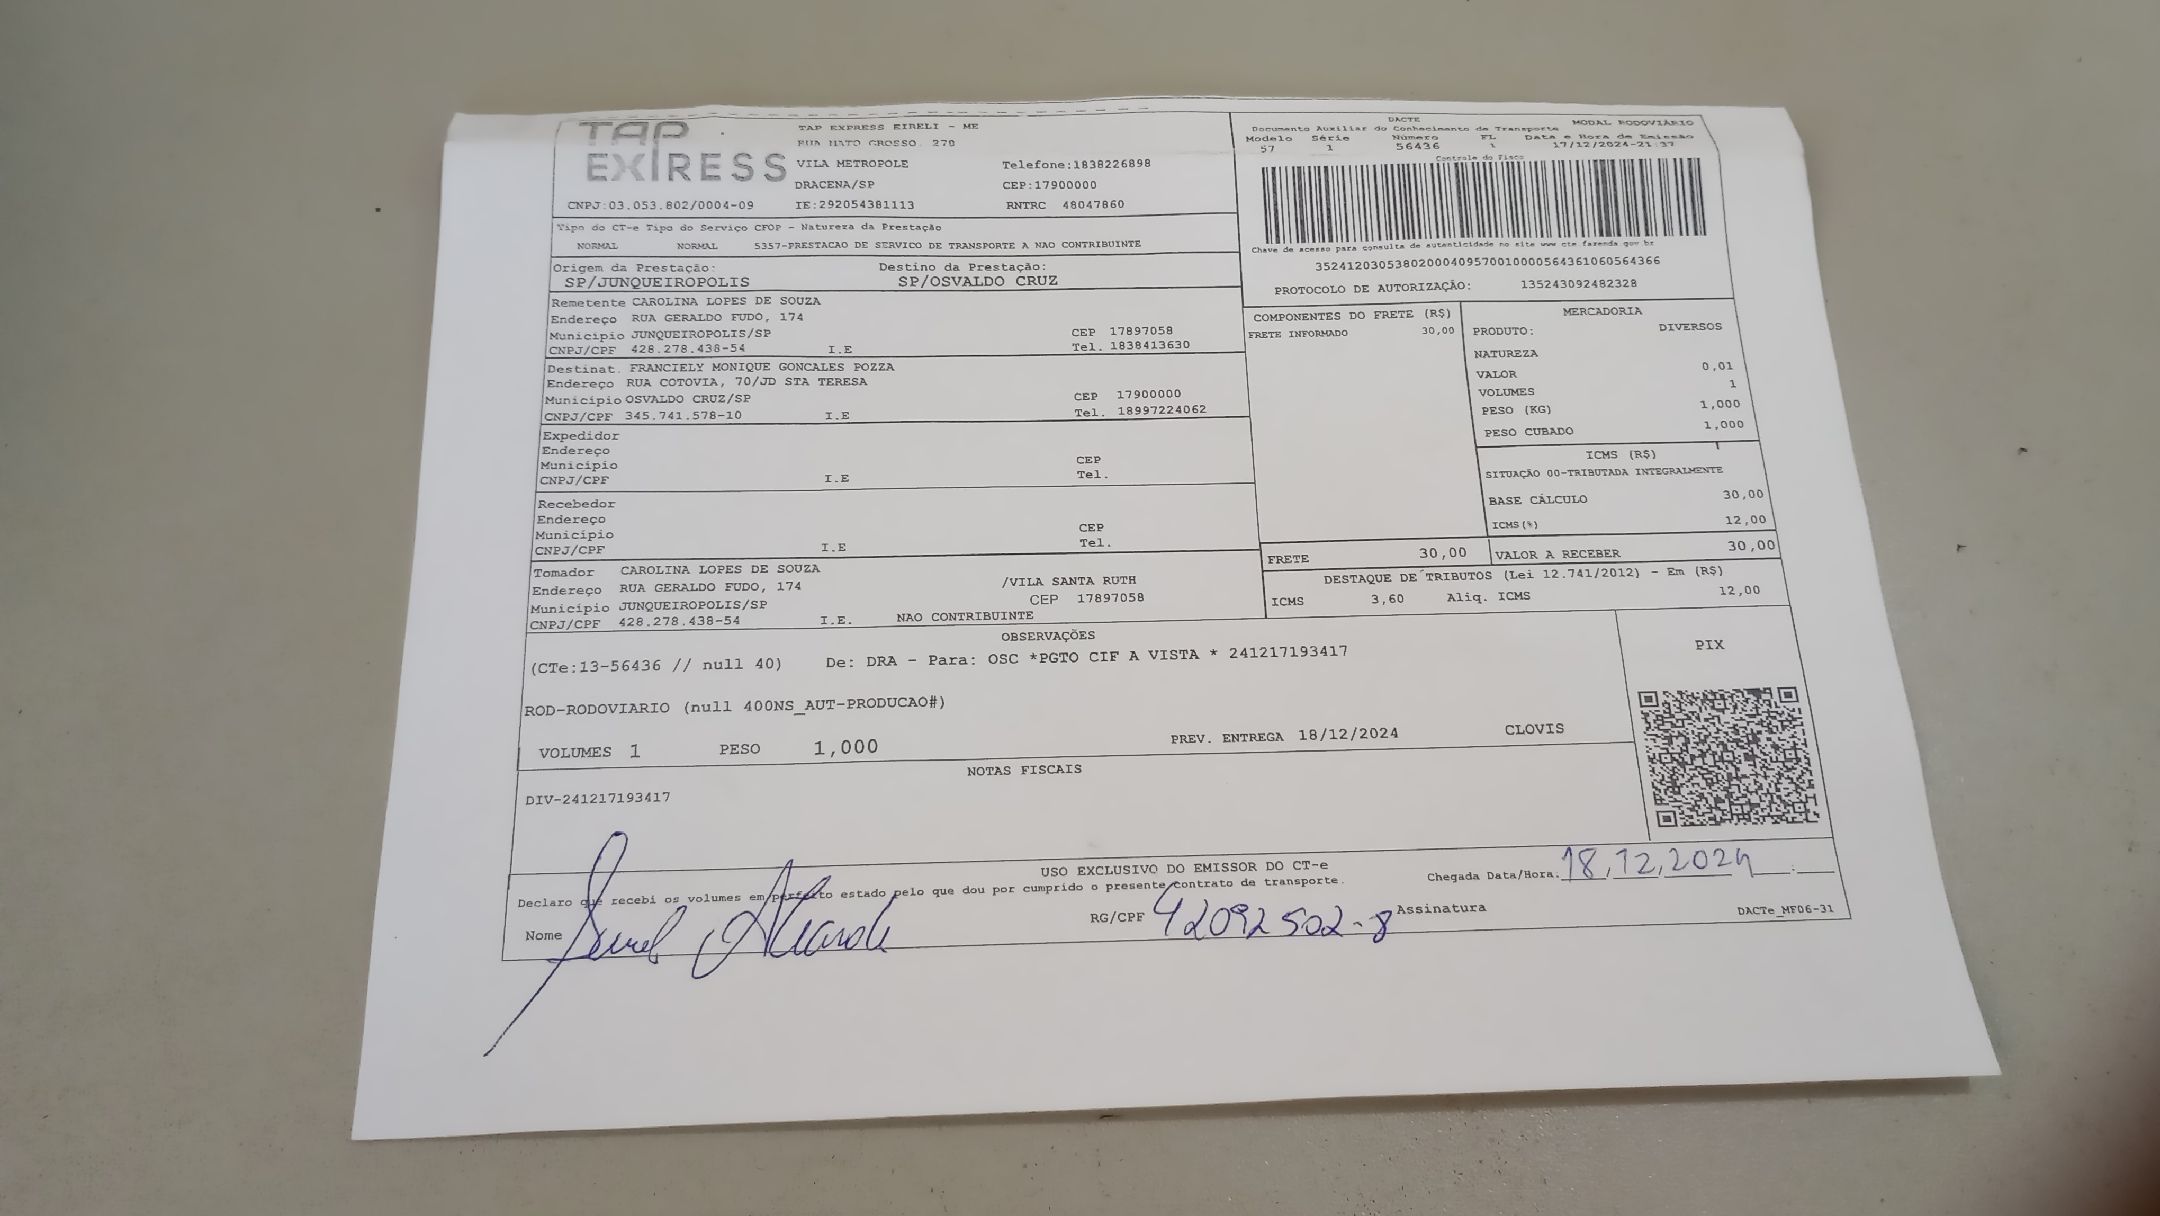 TAP EXPRESS
TAP EXPRESS EIRELI - ME
RUA MATO GROSSO. 270
VILA METROPOLE Telefone:1838226898
DRACENA/SP CEP:17900000
CNPJ:03.053.802/0004-09 IE:292054381113 RNTRC 48047860
DACTE MODAL RODOVIÁRIO
Documento Auxiliar do Conhecimento de Transporte
Modelo Série Número FL Data e Hora de Emissão
57 1 56436 1 17/12/2024-21:37
Controle do Fisco
Chave de acesso para consulta de autenticidade no site www cte.fazenda gov.br
35241203053802000409570010000564361060564366
PROTOCOLO DE AUTORIZAÇÃO: 135243092482328
Tipo do CT-e Tipo do Serviço CFOP - Natureza da Prestação
NORMAL NORMAL 5357-PRESTACAO DE SERVICO DE TRANSPORTE A NAO CONTRIBUINTE
Origem da Prestação: Destino da Prestação:
SP/JUNQUEIROPOLIS SP/OSVALDO CRUZ
Remetente CAROLINA LOPES DE SOUZA
Endereço RUA GERALDO FUDO, 174
Município JUNQUEIROPOLIS/SP CEP 17897058
CNPJ/CPF 428.278.438-54 I.E Tel. 1838413630
Destinat. FRANCIELY MONIQUE GONCALES POZZA
Endereço RUA COTOVIA, 70/JD STA TERESA
Município OSVALDO CRUZ/SP CEP 17900000
CNPJ/CPF 345.741.578-10 I.E Tel. 18997224062
Expedidor
Endereço
Município CEP
CNPJ/CPF I.E Tel.
Recebedor
Endereço
Município CEP
CNPJ/CPF I.E Tel.
Tomador CAROLINA LOPES DE SOUZA
Endereço RUA GERALDO FUDO, 174 /VILA SANTA RUTH
Município JUNQUEIROPOLIS/SP CEP 17897058
CNPJ/CPF 428.278.438-54 I.E. NAO CONTRIBUINTE
COMPONENTES DO FRETE (R$)
FRETE INFORMADO 30,00
MERCADORIA
PRODUTO: DIVERSOS
NATUREZA
VALOR 0,01
VOLUMES 1
PESO (KG) 1,000
PESO CUBADO 1,000
ICMS (R$)
SITUAÇÃO 00-TRIBUTADA INTEGRALMENTE
BASE CÁLCULO 30,00
ICMS(%) 12,00
FRETE 30,00 VALOR A RECEBER 30,00
DESTAQUE DE TRIBUTOS (Lei 12.741/2012) - Em (R$)
ICMS 3,60 Aliq. ICMS 12,00
OBSERVAÇÕES
(CTe:13-56436 // null 40) De: DRA - Para: OSC *PGTO CIF A VISTA * 241217193417
ROD-RODOVIARIO (null 400NS_AUT-PRODUCAO#)
VOLUMES 1 PESO 1,000 PREV. ENTREGA 18/12/2024 CLOVIS
PIX
NOTAS FISCAIS
DIV-241217193417
USO EXCLUSIVO DO EMISSOR DO CT-e
Declaro que recebi os volumes em perfeito estado pelo que dou por cumprido o presente contrato de transporte.
Chegada Data/Hora. 18,12,2024
Nome RG/CPF 42092502-8 Assinatura
DACTe_MF06-31